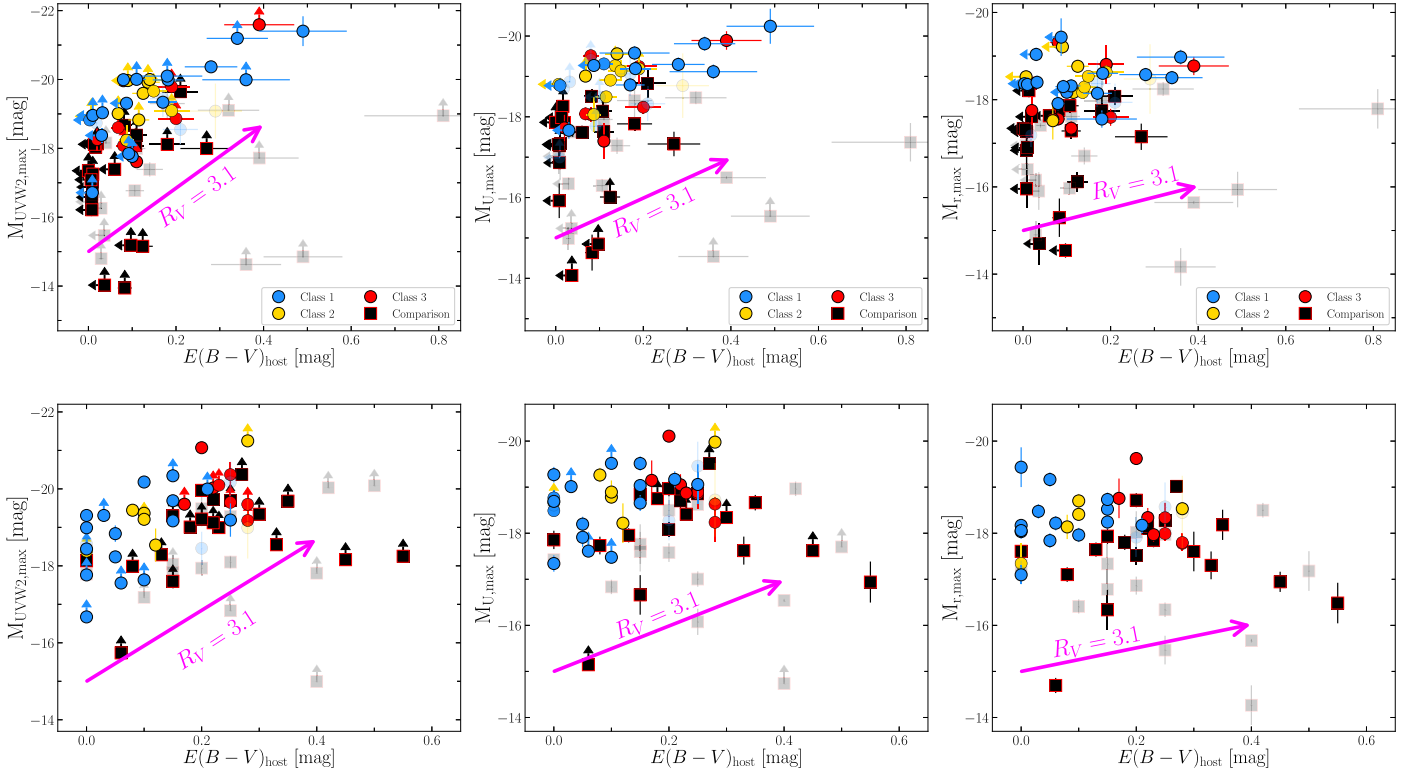 M_UVW2,max [mag]
−22
−20
−18
−16
−14
R_V = 3.1
Class 1
Class 2
Class 3
Comparison
0.0 0.2 0.4 0.6 0.8
E(B − V)_host [mag]
M_U,max [mag]
−20
−18
−16
−14
R_V = 3.1
Class 1
Class 2
Class 3
Comparison
0.0 0.2 0.4 0.6 0.8
E(B − V)_host [mag]
M_r,max [mag]
−20
−18
−16
−14
R_V = 3.1
Class 1
Class 2
Class 3
Comparison
0.0 0.2 0.4 0.6 0.8
E(B − V)_host [mag]
M_UVW2,max [mag]
−22
−20
−18
−16
−14
R_V = 3.1
0.0 0.2 0.4 0.6
E(B − V)_host [mag]
M_U,max [mag]
−20
−18
−16
−14
R_V = 3.1
0.0 0.2 0.4 0.6
E(B − V)_host [mag]
M_r,max [mag]
−20
−18
−16
−14
R_V = 3.1
0.0 0.2 0.4 0.6
E(B − V)_host [mag]